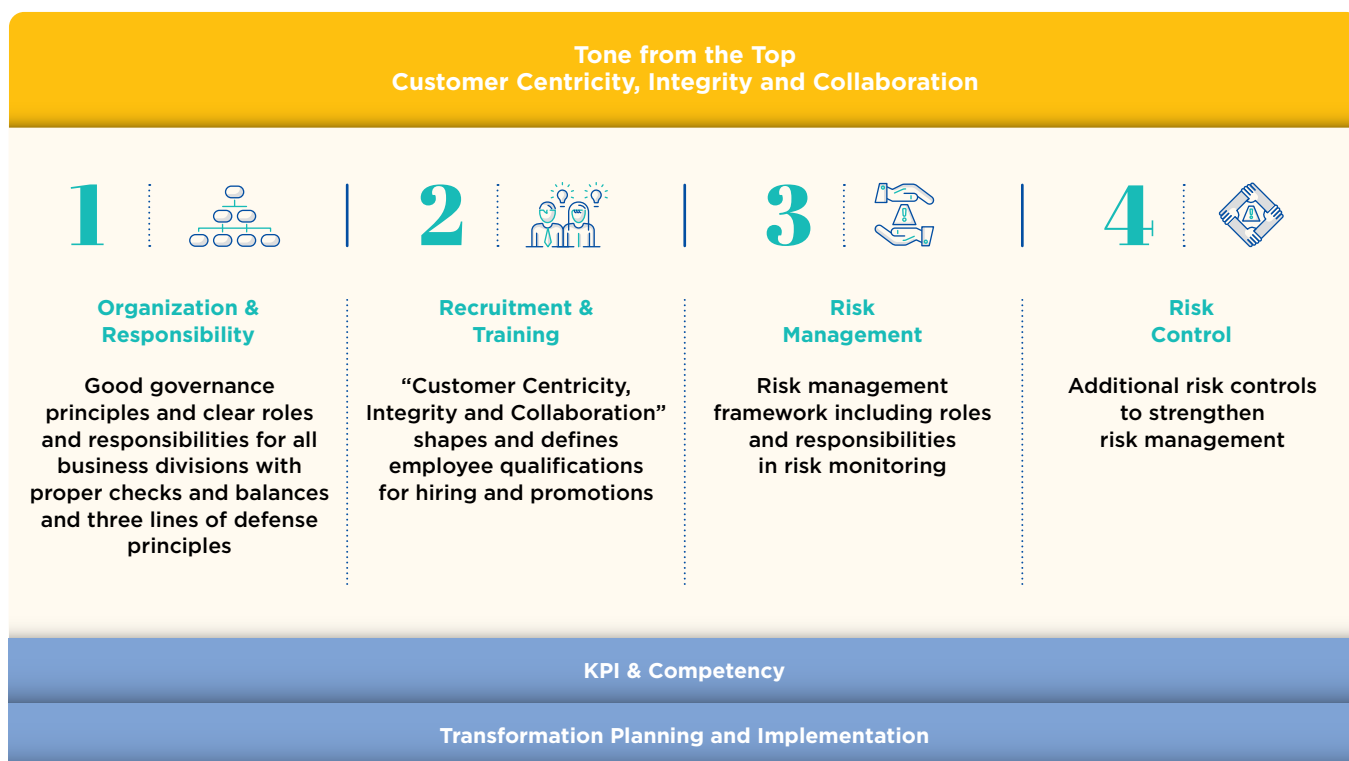 Tone from the Top
Customer Centricity, Integrity and Collaboration
1
Organization &
Responsibility
Good governance
principles and clear roles
and responsibilities for all
business divisions with
proper checks and balances
and three lines of defense
principles
2
Recruitment &
Training
“Customer Centricity,
Integrity and Collaboration”
shapes and defines
employee qualifications
for hiring and promotions
3
Risk
Management
Risk management
framework including roles
and responsibilities
in risk monitoring
4
Risk
Control
Additional risk controls
to strengthen
risk management
KPI & Competency
Transformation Planning and Implementation